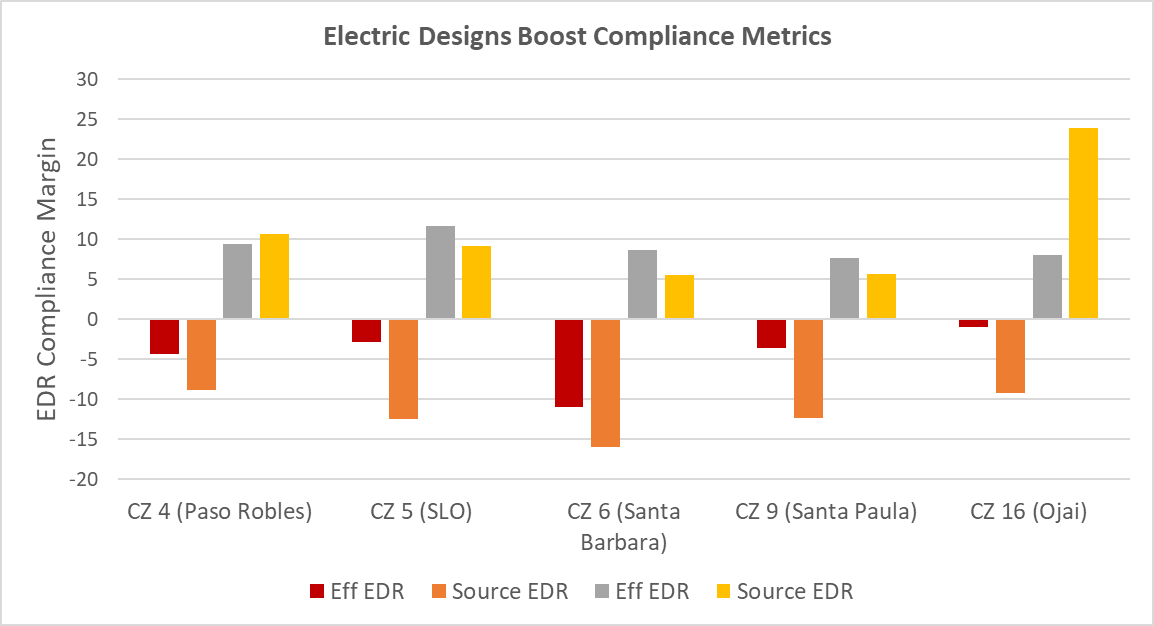 Electric Designs Boost Compliance Metrics
EDR Compliance Margin
30
25
20
15
10
5
0
-5
-10
-15
-20
CZ 4 (Paso Robles)
CZ 5 (SLO)
CZ 6 (Santa
Barbara)
CZ 9 (Santa Paula)
CZ 16 (Ojai)
Eff EDR
Source EDR
Eff EDR
Source EDR